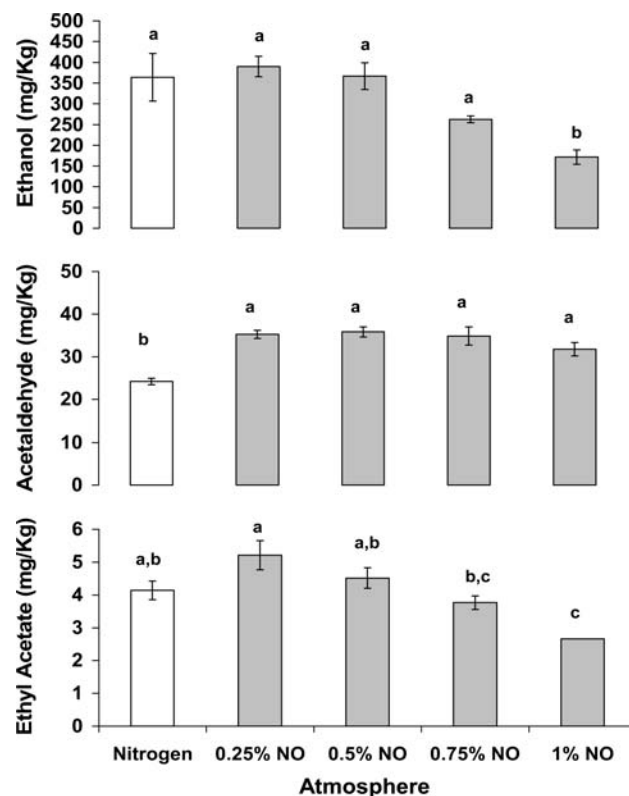 500
450
400
350
300
250
200
150
100
50
0
Ethanol (mg/Kg)
a
a
a
a
b
50
40
30
20
10
0
Acetaldehyde (mg/Kg)
b
a
a
a
a
6
5
4
3
2
1
0
Ethyl Acetate (mg/Kg)
a,b
a
a,b
b,c
c
Nitrogen 0.25% NO 0.5% NO 0.75% NO 1% NO
Atmosphere